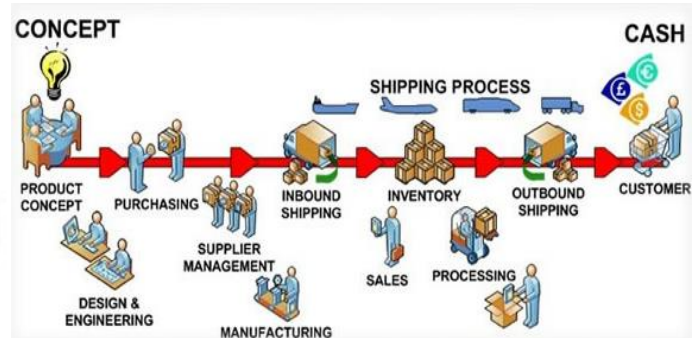 CONCEPT
CASH
SHIPPING PROCESS
£
€
$
PRODUCT
CONCEPT
PURCHASING
INBOUND
SHIPPING
INVENTORY
OUTBOUND
SHIPPING
CUSTOMER
SUPPLIER
MANAGEMENT
SALES
PROCESSING
DESIGN &
ENGINEERING
MANUFACTURING